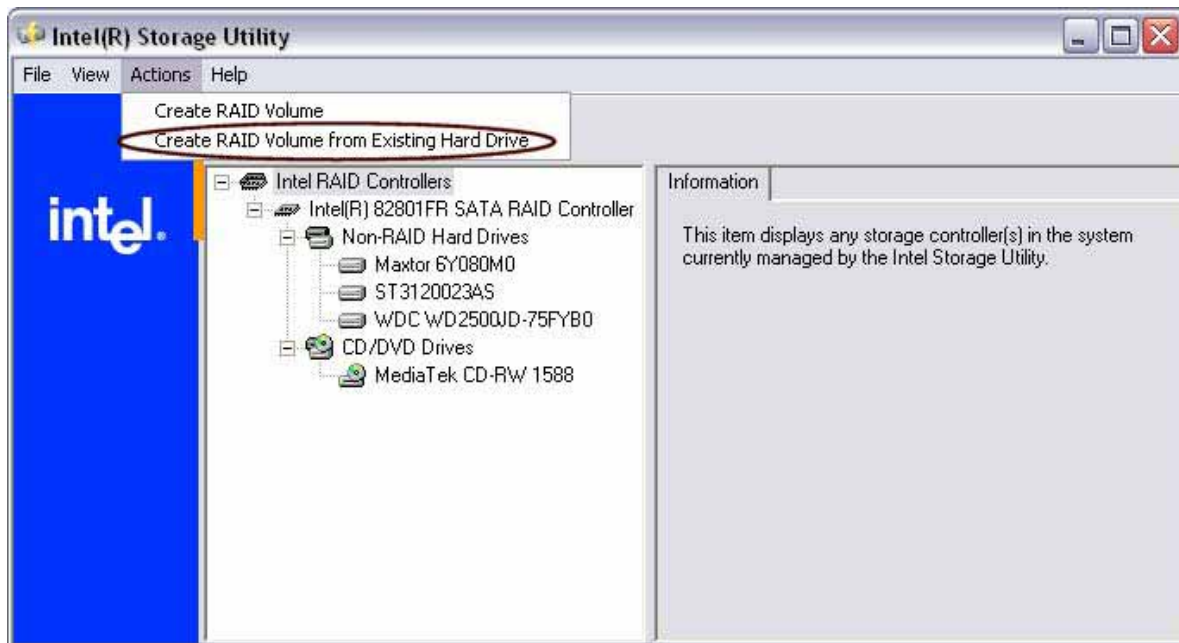 Intel(R) Storage Utility
File View Actions Help
Create RAID Volume
Create RAID Volume from Existing Hard Drive
intel.
Intel RAID Controllers
Intel(R) 82801FR SATA RAID Controller
Non-RAID Hard Drives
Maxtor 6Y080M0
ST3120023AS
WDC WD2500JD-75FYB0
CD/DVD Drives
MediaTek CD-RW 1588
Information
This item displays any storage controller(s) in the system
currently managed by the Intel Storage Utility.